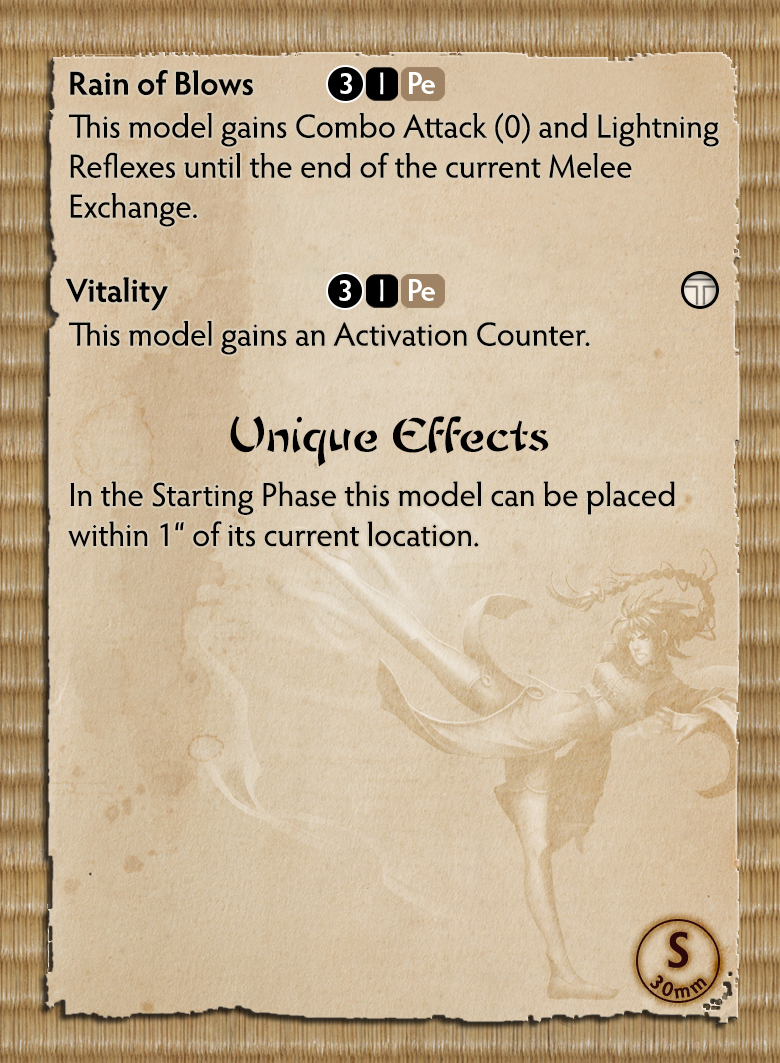 Rain of Blows 3 I Pe
This model gains Combo Attack (0) and Lightning
Reflexes until the end of the current Melee
Exchange.
Vitality 3 I Pe T
This model gains an Activation Counter.
Unique Effects
In the Starting Phase this model can be placed
within 1" of its current location.
S
30mm